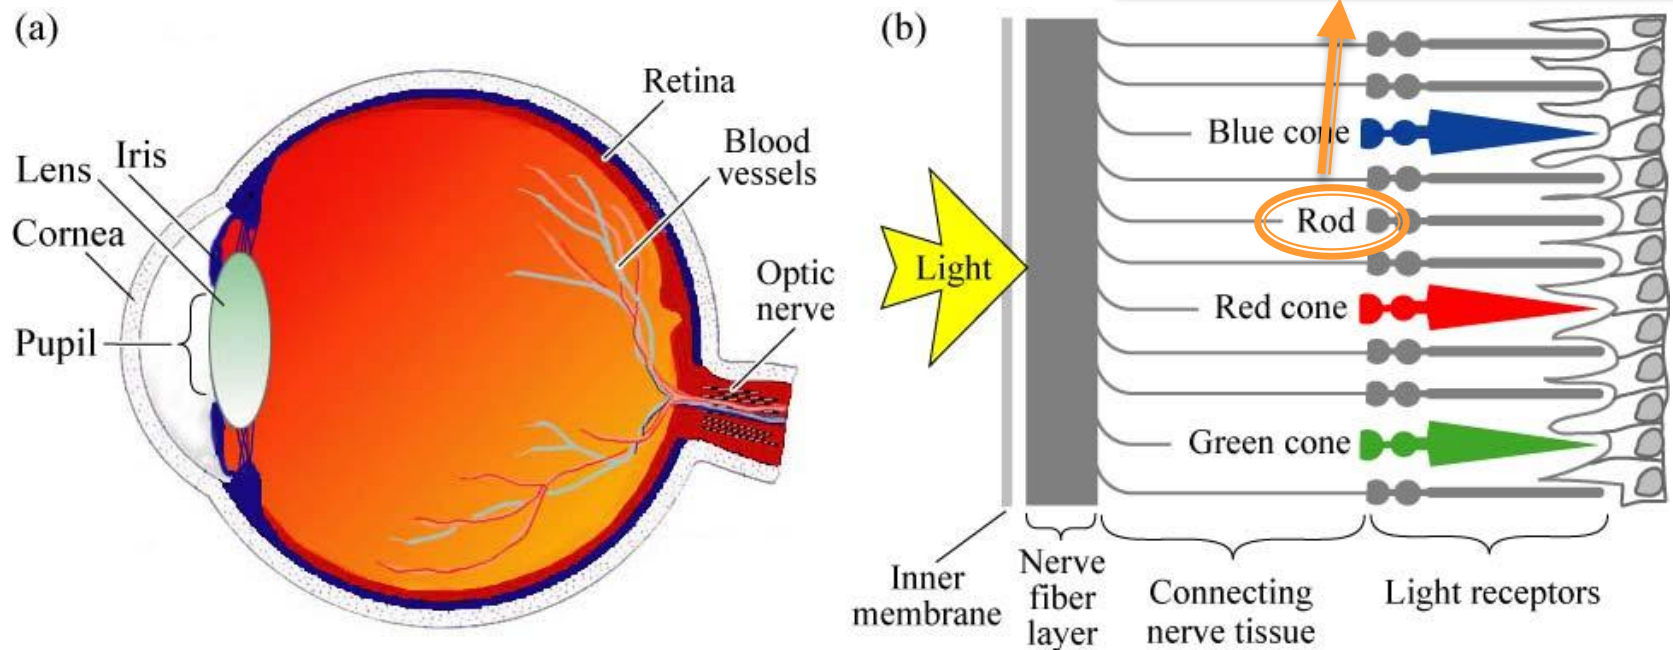 (a)
Retina
Blood
vessels
Iris
Lens
Cornea
Optic
nerve
Pupil
(b)
Blue cone
Rod
Light
Red cone
Green cone
Inner
membrane
Nerve
fiber
layer
Connecting
nerve tissue
Light receptors